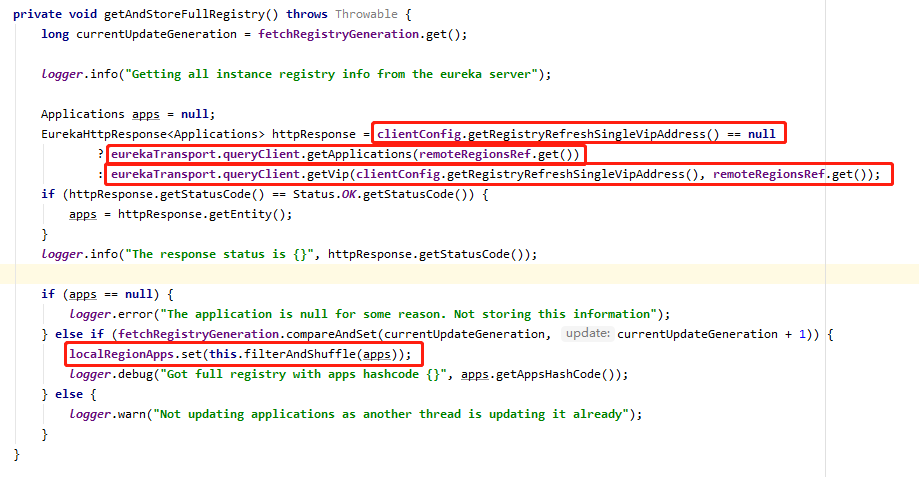 private void getAndStoreFullRegistry() throws Throwable {
    long currentUpdateGeneration = fetchRegistryGeneration.get();
    logger.info("Getting all instance registry info from the eureka server");
    Applications apps = null;
    EurekaHttpResponse<Applications> httpResponse = clientConfig.getRegistryRefreshSingleVipAddress() == null
            ? eurekaTransport.queryClient.getApplications(remoteRegionsRef.get())
            : eurekaTransport.queryClient.getVip(clientConfig.getRegistryRefreshSingleVipAddress(), remoteRegionsRef.get());
    if (httpResponse.getStatusCode() == Status.OK.getStatusCode()) {
        apps = httpResponse.getEntity();
    }
    logger.info("The response status is {}", httpResponse.getStatusCode());
    if (apps == null) {
        logger.error("The application is null for some reason. Not storing this information");
    } else if (fetchRegistryGeneration.compareAndSet(currentUpdateGeneration, update: currentUpdateGeneration + 1)) {
        localRegionApps.set(this.filterAndShuffle(apps));
        logger.debug("Got full registry with apps hashcode {}", apps.getAppsHashCode());
    } else {
        logger.warn("Not updating applications as another thread is updating it already");
    }
}